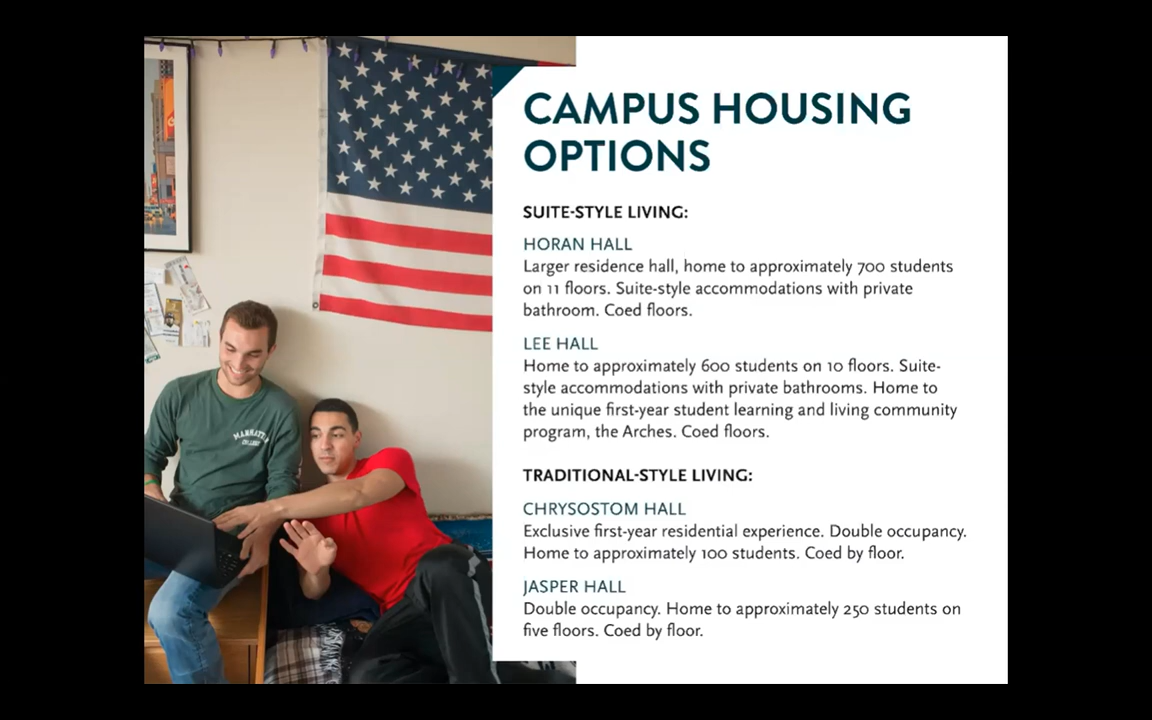 CAMPUS HOUSING
OPTIONS
SUITE-STYLE LIVING:
HORAN HALL
Larger residence hall, home to approximately 700 students
on 11 floors. Suite-style accommodations with private
bathroom. Coed floors.
LEE HALL
Home to approximately 600 students on 10 floors. Suite-
style accommodations with private bathrooms. Home to
the unique first-year student learning and living community
program, the Arches. Coed floors.
TRADITIONAL-STYLE LIVING:
CHRYSOSTOM HALL
Exclusive first-year residential experience. Double occupancy.
Home to approximately 100 students. Coed by floor.
JASPER HALL
Double occupancy. Home to approximately 250 students on
five floors. Coed by floor.